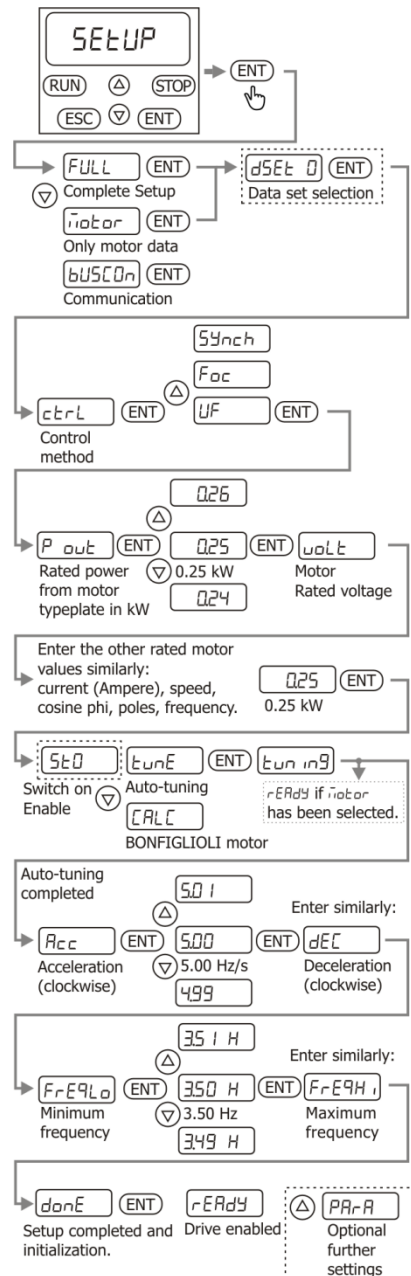 SEtUP
RUN
STOP
ESC
ENT
ENT
FULL
ENT
Complete Setup
dSEt 0
ENT
Data set selection
motor
ENT
Only motor data
bUSCOn
ENT
Communication
SYnch
Foc
ctrL
ENT
UF
ENT
Control
method
0.26
P out
ENT
0.25
ENT
voLt
Rated power
from motor
typeplate in kW
0.25 kW
Motor
Rated voltage
0.24
Enter the other rated motor
values similarly:
current (Ampere), speed,
cosine phi, poles, frequency.
0.25
ENT
0.25 kW
StO
tunE
ENT
tun in9
Switch on
Enable
Auto-tuning
CALC
BONFIGLIOLI motor
rEAdY if motor
has been selected.
Auto-tuning
completed
5.01
Enter similarly:
Acc
ENT
5.00
ENT
dEC
Acceleration
(clockwise)
5.00 Hz/s
Deceleration
(clockwise)
4.99
3.51 H
Enter similarly:
FrE9Lo
ENT
3.50 H
ENT
FrE9Hi
Minimum
frequency
3.50 Hz
Maximum
frequency
3.49 H
donE
ENT
rEAdY
PArA
Setup completed and
initialization.
Drive enabled
Optional
further
settings